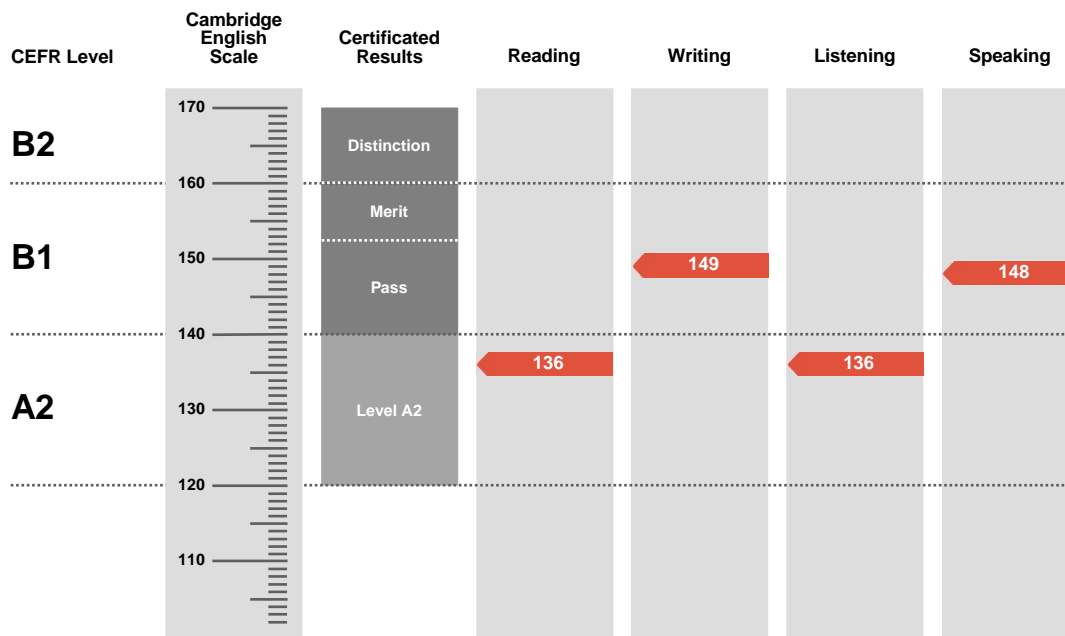 CEFR Level
Cambridge
English
Scale
Certificated
Results
Reading
Writing
Listening
Speaking
170
B2
Distinction
160
Merit
B1
150
149
148
Pass
140
136
136
A2
130
Level A2
120
110